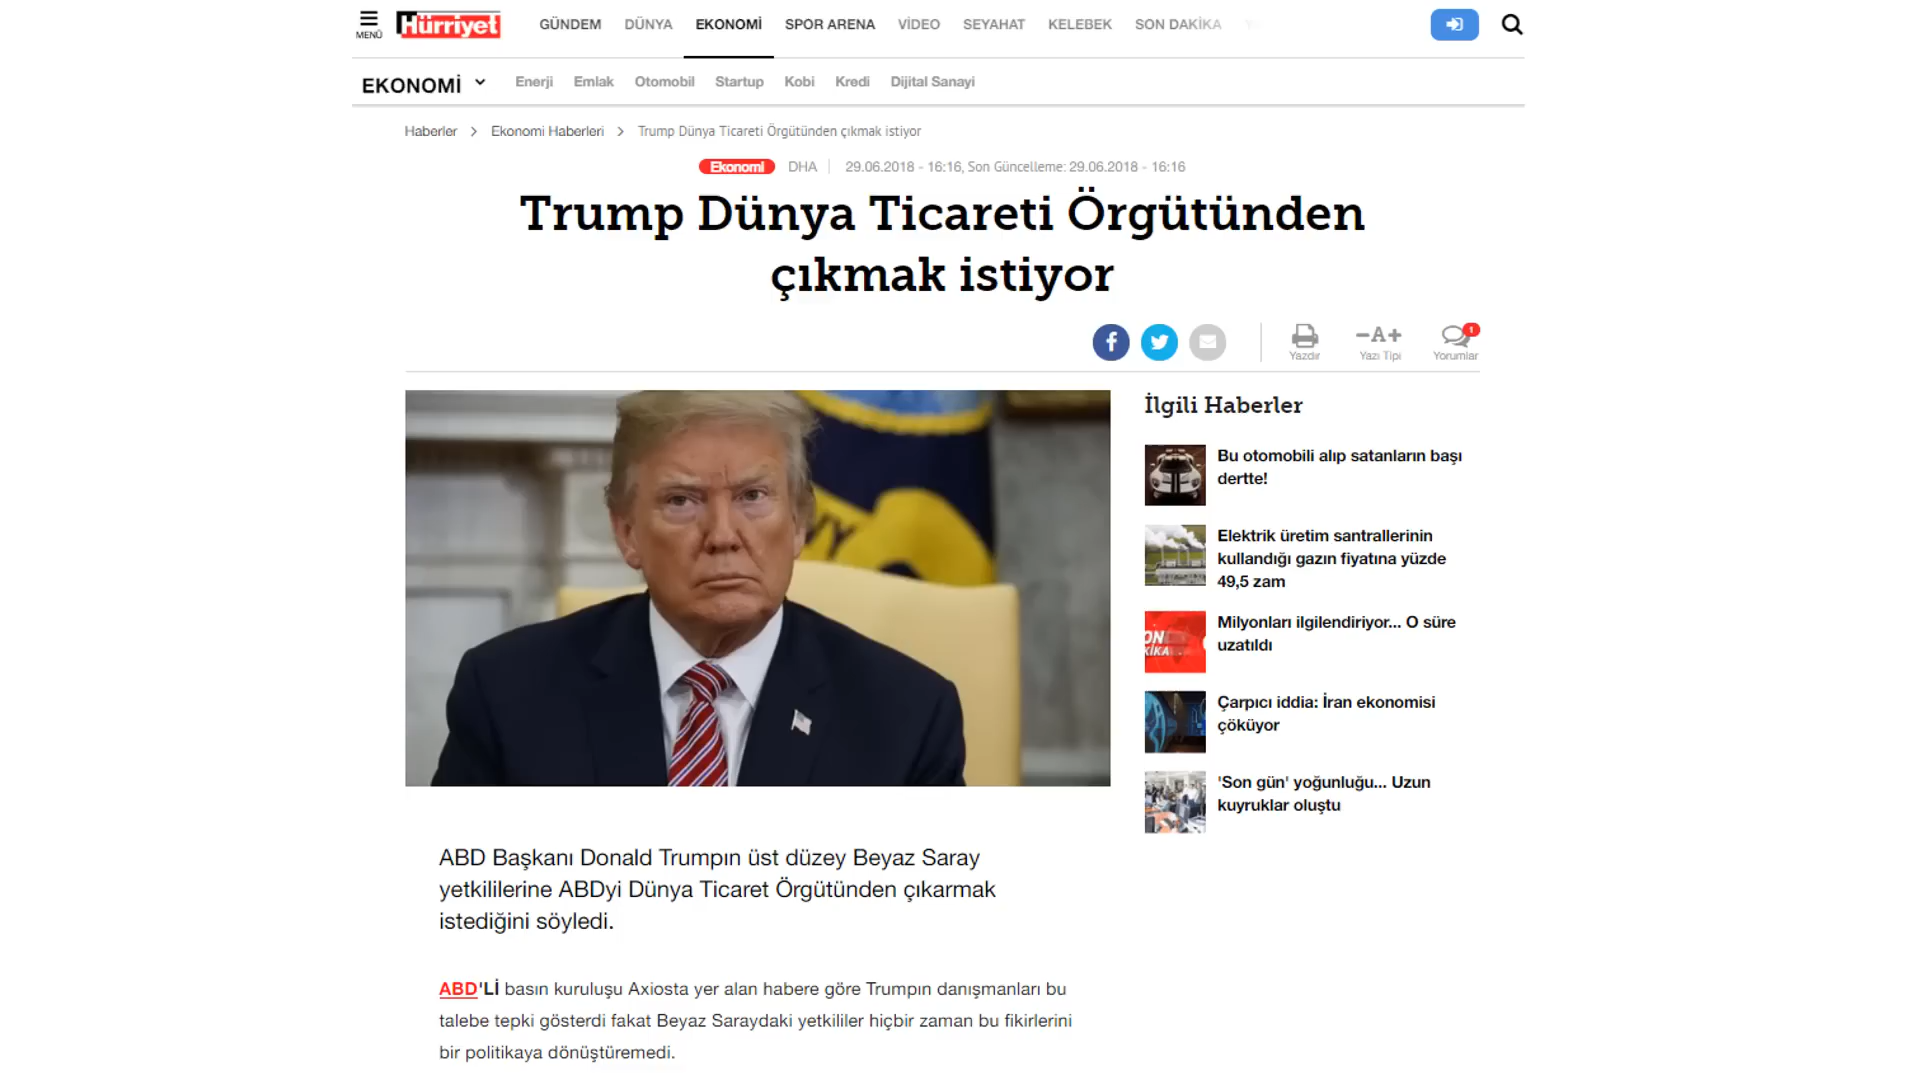 MENÜ
Hürriyet
GÜNDEM DÜNYA EKONOMİ SPOR ARENA VİDEO SEYAHAT KELEBEK SON DAKİKA
EKONOMİ Enerji Emlak Otomobil Startup Kobi Kredi Dijital Sanayi
Haberler > Ekonomi Haberleri > Trump Dünya Ticareti Örgütünden çıkmak istiyor
Ekonomi DHA 29.06.2018 - 16:16, Son Güncelleme: 29.06.2018 - 16:16
Trump Dünya Ticareti Örgütünden
çıkmak istiyor
Yazdır
-A+
Yazı Tipi
1
Yorumlar
İlgili Haberler
Bu otomobili alıp satanların başı
dertte!
Elektrik üretim santrallerinin
kullandığı gazın fiyatına yüzde
49,5 zam
Milyonları ilgilendiriyor... O süre
uzatıldı
Çarpıcı iddia: İran ekonomisi
çöküyor
'Son gün' yoğunluğu... Uzun
kuyruklar oluştu
ABD Başkanı Donald Trumpın üst düzey Beyaz Saray
yetkililerine ABDyi Dünya Ticaret Örgütünden çıkarmak
istediğini söyledi.
ABD'Lİ basın kuruluşu Axiosta yer alan habere göre Trumpın danışmanları bu
talebe tepki gösterdi fakat Beyaz Saraydaki yetkililer hiçbir zaman bu fikirlerini
bir politikaya dönüştüremedi.